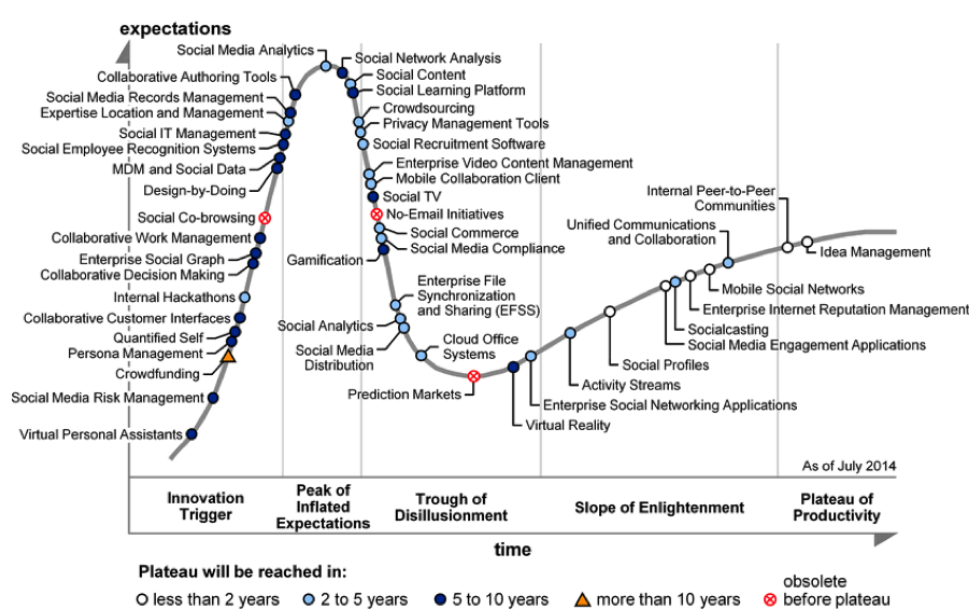 expectations
Social Media Analytics
Collaborative Authoring Tools
Social Media Records Management
Expertise Location and Management
Social IT Management
Social Employee Recognition Systems
MDM and Social Data
Design-by-Doing
Social Co-browsing
Collaborative Work Management
Enterprise Social Graph
Collaborative Decision Making
Internal Hackathons
Collaborative Customer Interfaces
Quantified Self
Persona Management
Crowdfunding
Social Media Risk Management
Virtual Personal Assistants
Social Network Analysis
Social Content
Social Learning Platform
Crowdsourcing
Privacy Management Tools
Social Recruitment Software
Enterprise Video Content Management
Mobile Collaboration Client
Social TV
No-Email Initiatives
Social Commerce
Social Media Compliance
Gamification
Enterprise File
Synchronization
and Sharing (EFSS)
Social Analytics
Social Media
Distribution
Cloud Office
Systems
Prediction Markets
Virtual Reality
Enterprise Social Networking Applications
Activity Streams
Social Profiles
Social Media Engagement Applications
Socialcasting
Enterprise Internet Reputation Management
Mobile Social Networks
Unified Communications
and Collaboration
Internal Peer-to-Peer
Communities
Idea Management
As of July 2014
Innovation
Trigger
Peak of
Inflated
Expectations
Trough of
Disillusionment
Slope of Enlightenment
Plateau of
Productivity
time
Plateau will be reached in:
less than 2 years
2 to 5 years
5 to 10 years
more than 10 years
obsolete
before plateau